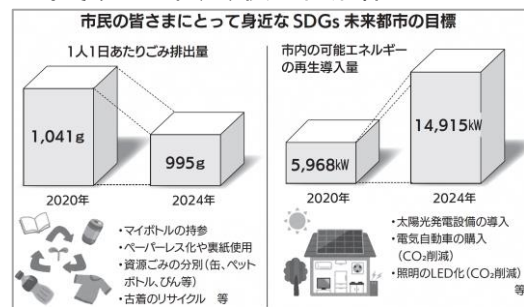 市民の皆さまにとって身近なSDGs未来都市の目標
1人1日あたりごみ排出量
1,041g
995g
2020年
2024年
・マイボトルの持参
・ペーパーレス化や裏紙使用
・資源ごみの分別(缶、ペット
ボトル、びん等)
・古着のリサイクル 等
市内の可能エネルギー
の再生導入量
5,968kW
14,915kW
2020年
2024年
・太陽光発電設備の導入
・電気自動車の購入
(CO₂削減)
・照明のLED化(CO₂削減)
等